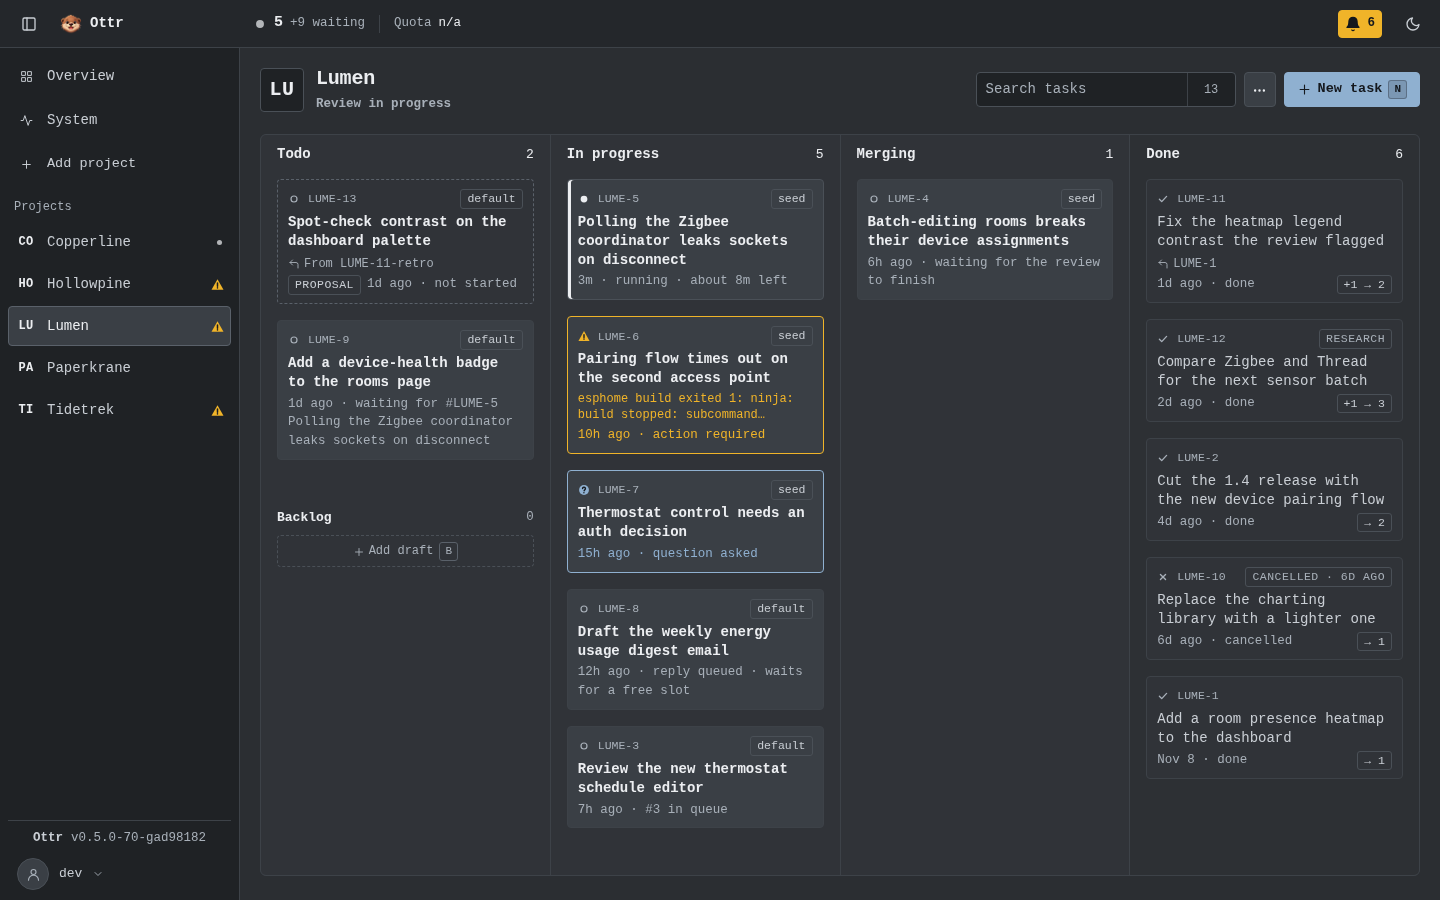 Ottr
5 +9 waiting
Quota n/a
6
Overview
System
Add project
Projects
CO Copperline
HO Hollowpine
LU Lumen
PA Paperkrane
TI Tidetrek
Ottr v0.5.0-70-gad98182
dev
LU
Lumen
Review in progress
Search tasks
13
New task N
Todo 2
LUME-13 default
Spot-check contrast on the
dashboard palette
From LUME-11-retro
PROPOSAL 1d ago · not started
LUME-9 default
Add a device-health badge
to the rooms page
1d ago · waiting for #LUME-5
Polling the Zigbee coordinator
leaks sockets on disconnect
Backlog 0
Add draft B
In progress 5
LUME-5 seed
Polling the Zigbee
coordinator leaks sockets
on disconnect
3m · running · about 8m left
LUME-6 seed
Pairing flow times out on
the second access point
esphome build exited 1: ninja:
build stopped: subcommand…
10h ago · action required
LUME-7 seed
Thermostat control needs an
auth decision
15h ago · question asked
LUME-8 default
Draft the weekly energy
usage digest email
12h ago · reply queued · waits
for a free slot
LUME-3 default
Review the new thermostat
schedule editor
7h ago · #3 in queue
Merging 1
LUME-4 seed
Batch-editing rooms breaks
their device assignments
6h ago · waiting for the review
to finish
Done 6
LUME-11
Fix the heatmap legend
contrast the review flagged
LUME-1
1d ago · done +1 → 2
LUME-12 RESEARCH
Compare Zigbee and Thread
for the next sensor batch
2d ago · done +1 → 3
LUME-2
Cut the 1.4 release with
the new device pairing flow
4d ago · done → 2
LUME-10 CANCELLED · 6D AGO
Replace the charting
library with a lighter one
6d ago · cancelled → 1
LUME-1
Add a room presence heatmap
to the dashboard
Nov 8 · done → 1